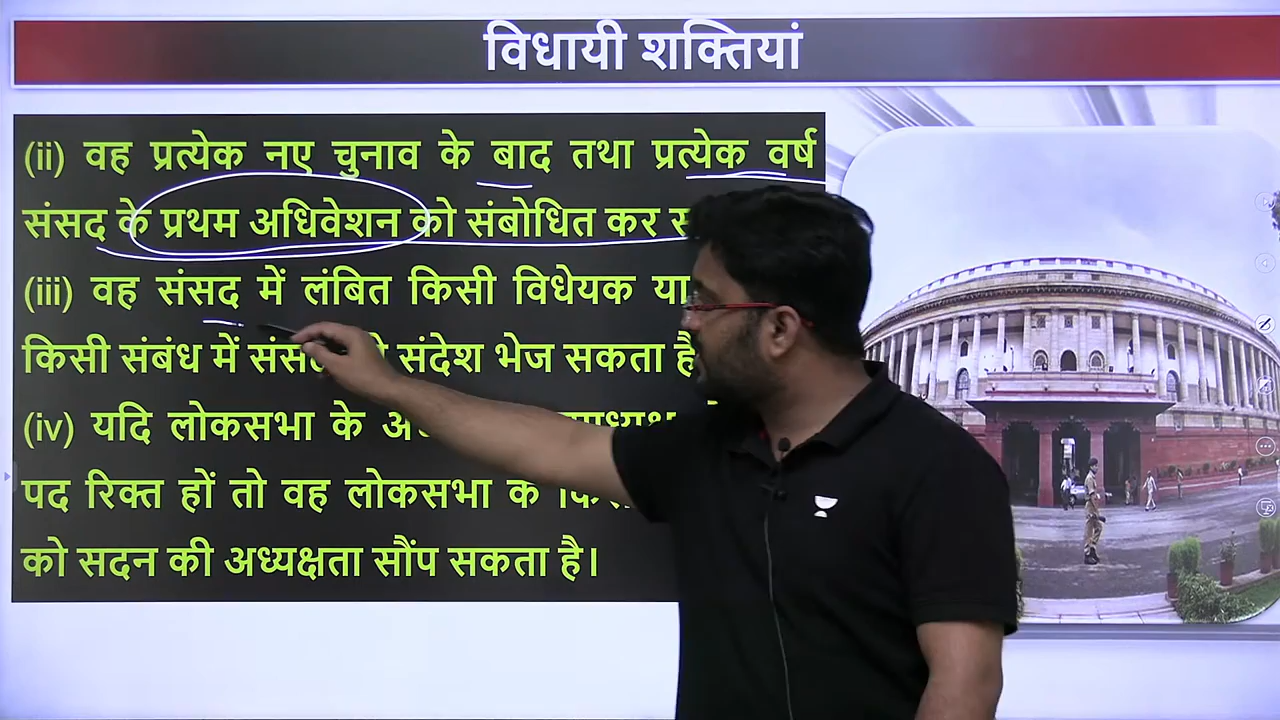 विधायी शक्तियां
(ii) वह प्रत्येक नए चुनाव के बाद तथा प्रत्येक वर्ष
संसद के प्रथम अधिवेशन को संबोधित कर
(iii) वह संसद में लंबित किसी विधेयक या
किसी संबंध में संदेश भेज सकता है
(iv) यदि लोकसभा के
पद रिक्त हों तो वह लोकसभा
को सदन की अध्यक्षता सौंप सकता है।